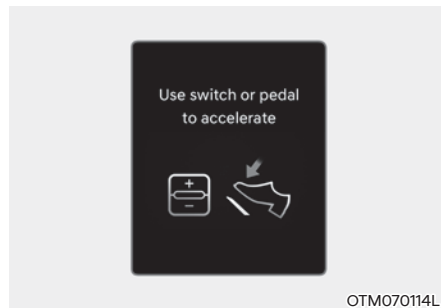 Use switch or pedal
to accelerate
+
−
OTM070114L